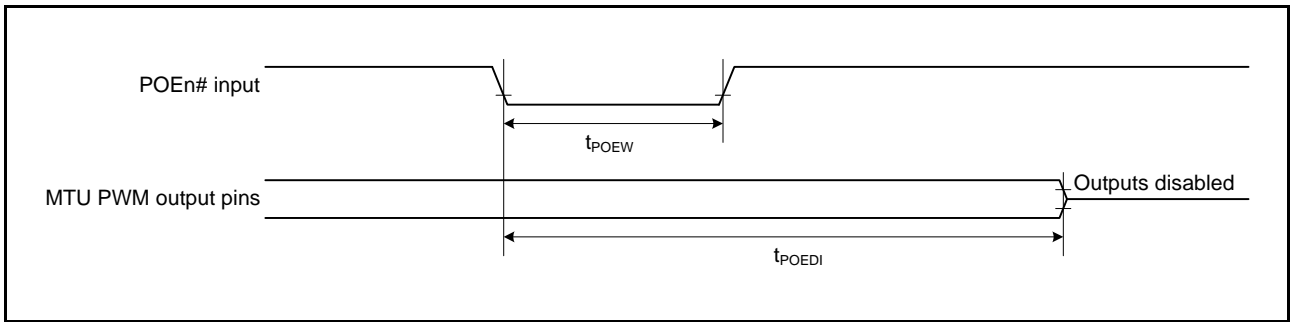 POEn# input
tPOEW
MTU PWM output pins
Outputs disabled
tPOEDI